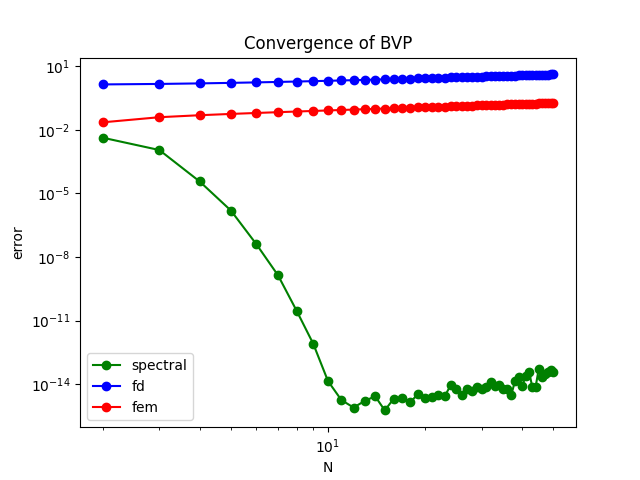 Convergence of BVP
10^1
10^-2
10^-5
10^-8
10^-11
10^-14
error
spectral
fd
fem
10^1
N